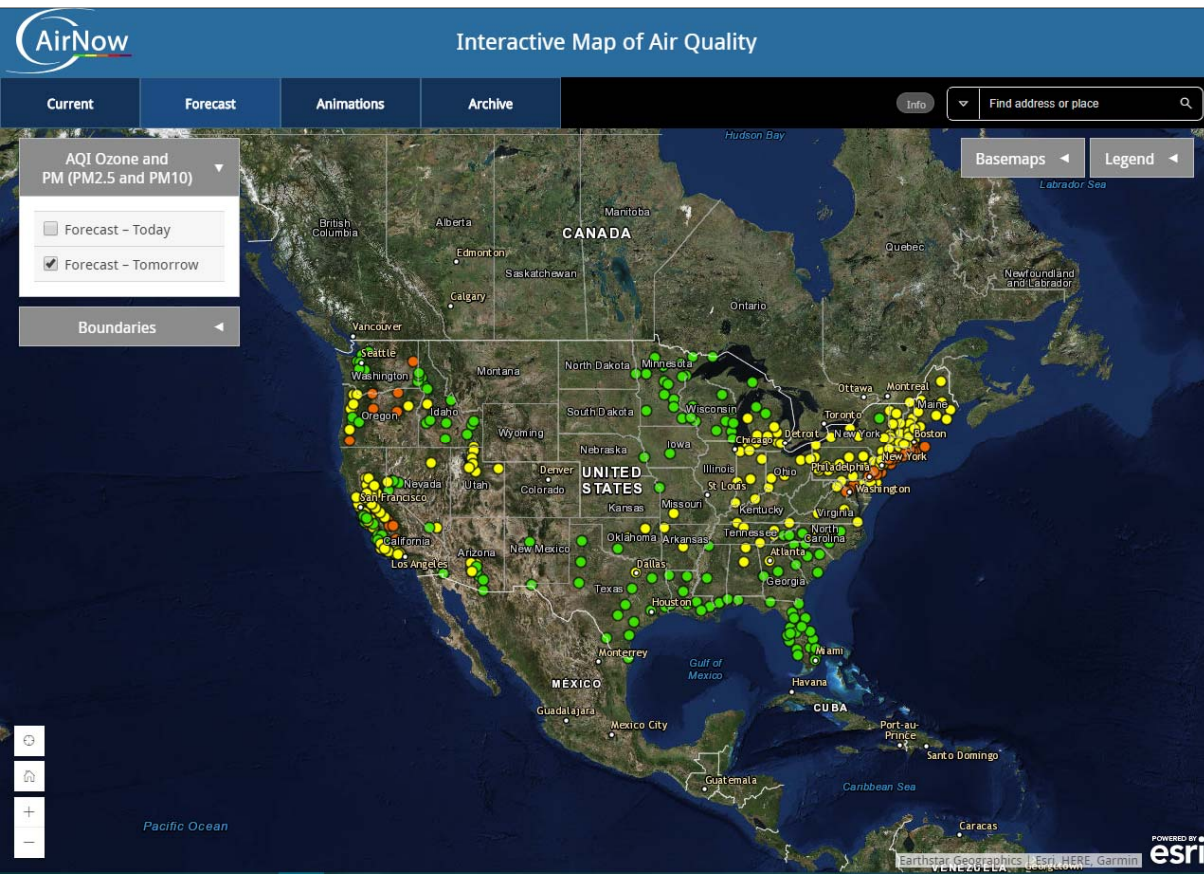 AirNow
Interactive Map of Air Quality
Current
Forecast
Animations
Archive
Info
Find address or place
AQI Ozone and
PM (PM2.5 and PM10)
Forecast – Today
Forecast – Tomorrow
Boundaries
Basemaps
Legend
Hudson Bay
Labrador Sea
British
Columbia
Alberta
Manitoba
CANADA
Edmonton
Saskatchewan
Quebec
Newfoundland
and Labrador
Calgary
Ontario
Vancouver
Seattle
Washington
Montana
North Dakota
Minnesota
Ottawa
Montreal
Maine
Oregon
Idaho
South Dakota
Wisconsin
Toronto
Wyoming
Detroit
New York
Boston
Chicago
Nebraska
Iowa
New York
Nevada
Utah
Denver
Colorado
UNITED
STATES
Illinois
Ohio
Philadelphia
San Francisco
St Louis
Washington
Kansas
Missouri
Kentucky
Virginia
California
Oklahoma
Arkansas
Tennessee
North
Carolina
Los Angeles
Arizona
New Mexico
Dallas
Atlanta
Texas
Georgia
Houston
Monterrey
Gulf of
Mexico
Miami
MÉXICO
Havana
CUBA
Guadalajara
Mexico City
Port-au-
Prince
Santo Domingo
Guatemala
Caribbean Sea
Pacific Ocean
Caracas
POWERED BY
esri
Earthstar Geographics | Esri, HERE, Garmin
VENEZUELA
Georgetown